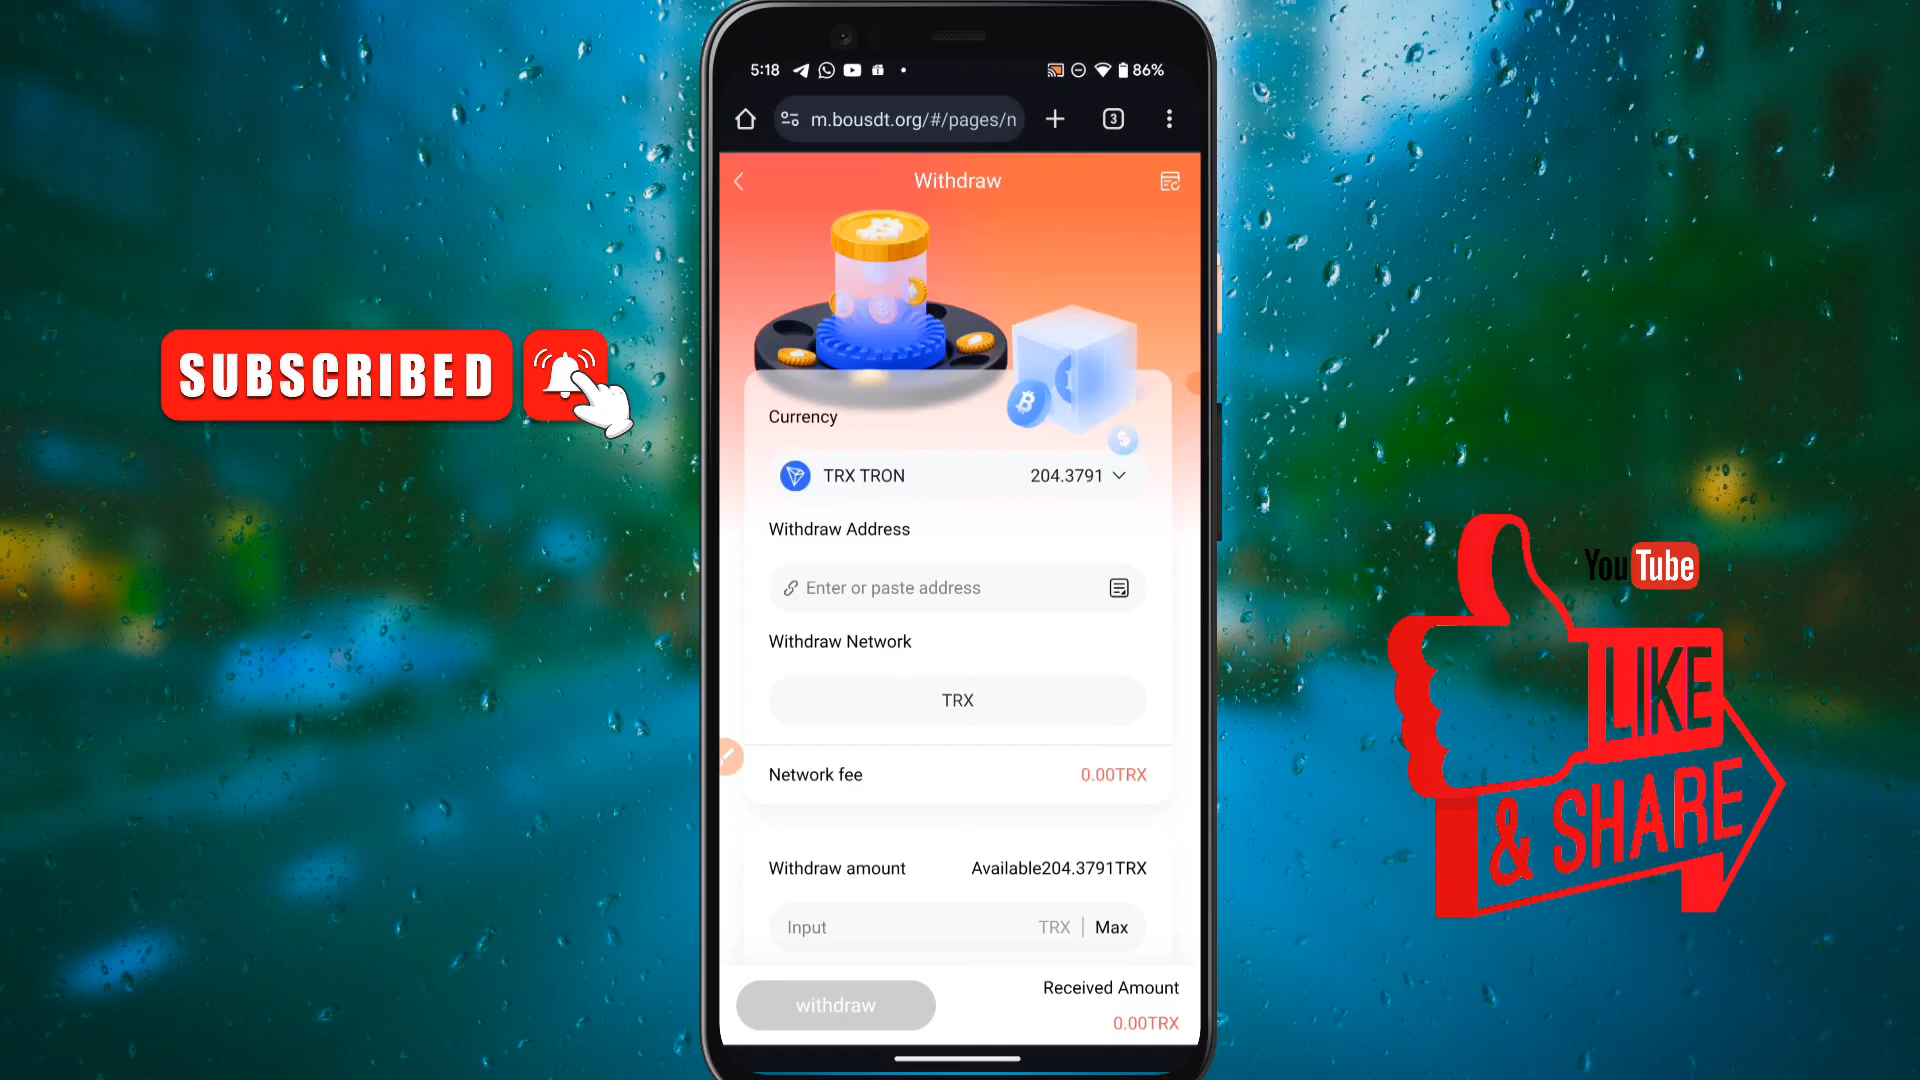 5:18
86%
m.bousdt.org/#/pages/n
3
Withdraw
SUBSCRIBED
Currency
TRX TRON 204.3791
Withdraw Address
Enter or paste address
Withdraw Network
TRX
Network fee 0.00TRX
Withdraw amount Available204.3791TRX
Input TRX | Max
withdraw
Received Amount
0.00TRX
YouTube
LIKE
& SHARE